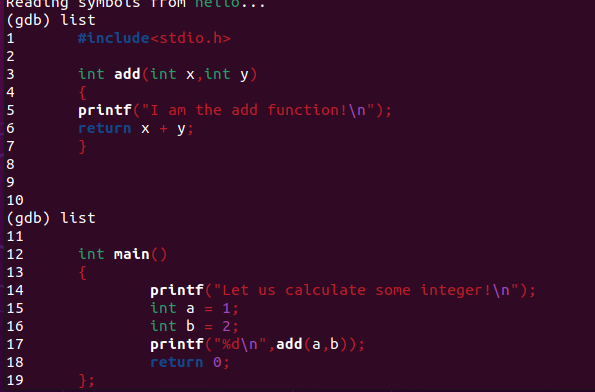 Reading symbols from hello...
(gdb) list
1 #include<stdio.h>
2
3 int add(int x,int y)
4 {
5 printf("I am the add function!\n");
6 return x + y;
7 }
8
9
10
(gdb) list
11
12 int main()
13 {
14 printf("Let us calculate some integer!\n");
15 int a = 1;
16 int b = 2;
17 printf("%d\n",add(a,b));
18 return 0;
19 };